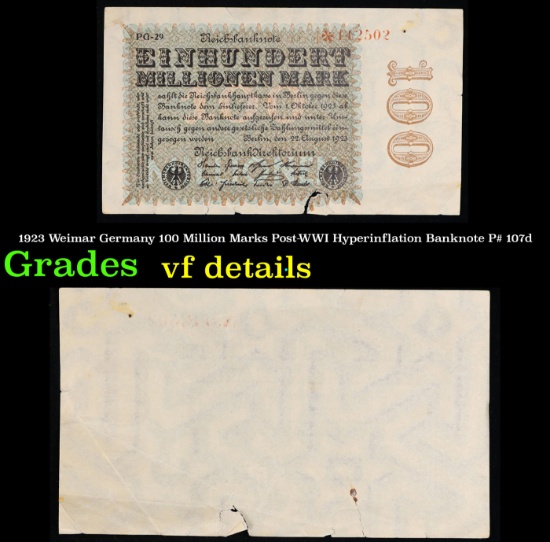 PG-29 Reichsbanknote *112502
EINHUNDERT
MILLIONEN MARK
zahlt die Reichsbankhauptkasse in Berlin gegen diese
Banknote dem Einlieferer. Vom 1. Oktober 1923 ab
kann diese Banknote aufgerufen und unter Um-
tausch gegen andere gesetzliche Zahlungsmittel ein-
gezogen werden Berlin, den 22. August 1923
Reichsbankdirektorium
100
1923 Weimar Germany 100 Million Marks Post-WWI Hyperinflation Banknote P# 107d
Grades vf details